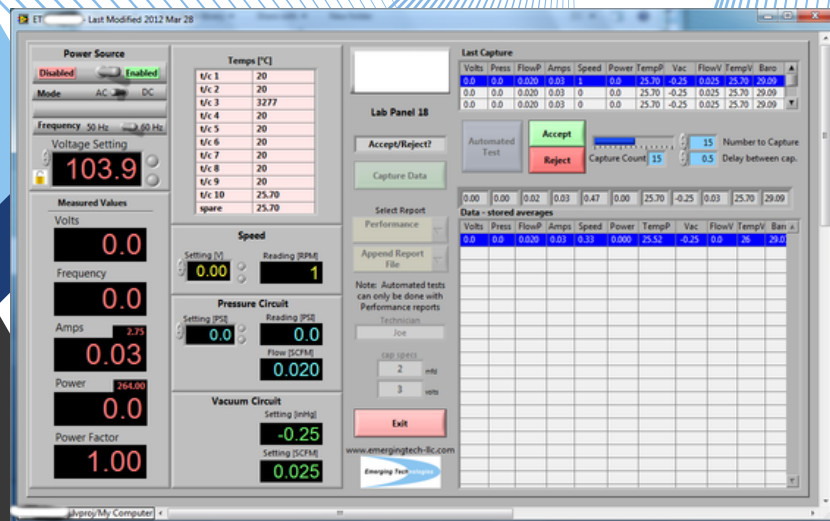 ET - Last Modified 2012 Mar 28
Power Source
Disabled Enabled
Mode AC DC
Frequency 50 Hz 60 Hz
Voltage Setting
103.9
Measured Values
Volts
0.0
Frequency
0.0
Amps 2.75
0.03
Power 264.00
0.0
Power Factor
1.00
Temps [°C]
t/c 1 20
t/c 2 20
t/c 3 3277
t/c 4 20
t/c 5 20
t/c 6 20
t/c 7 20
t/c 8 20
t/c 9 20
t/c 10 25.70
spare 25.70
Speed
Setting [V] Reading [RPM]
0.00 1
Pressure Circuit
Setting [PSI] Reading [PSI]
0.0 0.0
Flow [SCFM]
0.020
Vacuum Circuit
Setting [inHg]
-0.25
Setting [SCFM]
0.025
Lab Panel 18
Accept/Reject?
Capture Data
Select Report
Performance
Append Report
File
Note: Automated tests
can only be done with
Performance reports
Technician
Joe
cap specs
2 mfd
3 volts
Exit
www.emergingtech-llc.com
Emerging Technologies
Last Capture
Volts Press FlowP Amps Speed Power TempP Vac FlowV TempV Baro
0.0 0.0 0.020 0.03 1 0.0 25.70 -0.25 0.025 25.70 29.09
0.0 0.0 0.020 0.03 0 0.0 25.70 -0.25 0.025 25.70 29.09
0.0 0.0 0.020 0.03 0 0.0 25.70 -0.25 0.025 25.70 29.09
Automated
Test
Accept
Reject
Capture Count 15
15 Number to Capture
0.5 Delay between cap.
0.00 0.00 0.02 0.03 0.47 0.00 25.70 -0.25 0.03 25.70 29.09
Data - stored averages
Volts Press FlowP Amps Speed Power TempP Vac FlowV TempV Baro
0.0 0.0 0.020 0.03 0.33 0.000 25.52 -0.25 0.0 26 29.0
lvproj/My Computer